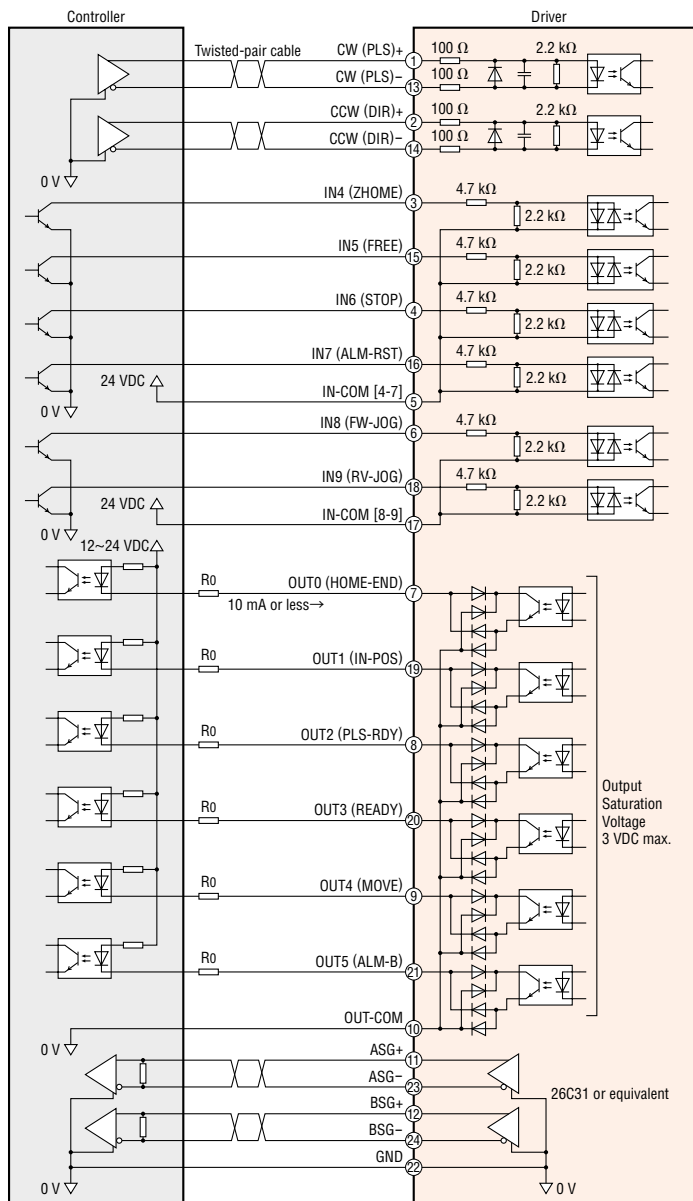 Controller
Driver
Twisted-pair cable
CW (PLS)+
1
100 Ω
2.2 kΩ
CW (PLS)−
13
100 Ω
CCW (DIR)+
2
100 Ω
2.2 kΩ
CCW (DIR)−
14
100 Ω
0 V
IN4 (ZHOME)
3
4.7 kΩ
2.2 kΩ
IN5 (FREE)
15
4.7 kΩ
2.2 kΩ
IN6 (STOP)
4
4.7 kΩ
2.2 kΩ
IN7 (ALM-RST)
16
4.7 kΩ
2.2 kΩ
24 VDC
IN-COM [4-7]
5
0 V
IN8 (FW-JOG)
6
4.7 kΩ
2.2 kΩ
IN9 (RV-JOG)
18
4.7 kΩ
2.2 kΩ
24 VDC
IN-COM [8-9]
17
0 V
12~24 VDC
R0
OUT0 (HOME-END)
7
10 mA or less→
R0
OUT1 (IN-POS)
19
R0
OUT2 (PLS-RDY)
8
Output
Saturation
Voltage
3 VDC max.
R0
OUT3 (READY)
20
R0
OUT4 (MOVE)
9
R0
OUT5 (ALM-B)
21
OUT-COM
10
0 V
ASG+
11
ASG−
23
26C31 or equivalent
BSG+
12
BSG−
24
GND
22
0 V
0 V